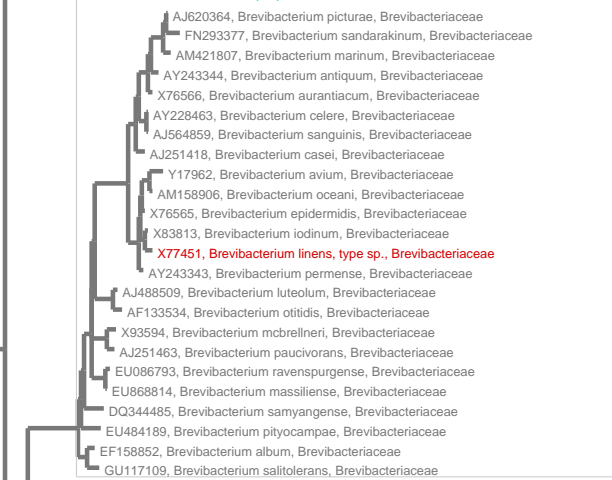 AJ620364, Brevibacterium picturae, Brevibacteriaceae
FN293377, Brevibacterium sandarakinum, Brevibacteriaceae
AM421807, Brevibacterium marinum, Brevibacteriaceae
AY243344, Brevibacterium antiquum, Brevibacteriaceae
X76566, Brevibacterium aurantiacum, Brevibacteriaceae
AY228463, Brevibacterium celere, Brevibacteriaceae
AJ564859, Brevibacterium sanguinis, Brevibacteriaceae
AJ251418, Brevibacterium casei, Brevibacteriaceae
Y17962, Brevibacterium avium, Brevibacteriaceae
AM158906, Brevibacterium oceani, Brevibacteriaceae
X76565, Brevibacterium epidermidis, Brevibacteriaceae
X83813, Brevibacterium iodinum, Brevibacteriaceae
X77451, Brevibacterium linens, type sp., Brevibacteriaceae
AY243343, Brevibacterium permense, Brevibacteriaceae
AJ488509, Brevibacterium luteolum, Brevibacteriaceae
AF133534, Brevibacterium otitidis, Brevibacteriaceae
X93594, Brevibacterium mcbrellneri, Brevibacteriaceae
AJ251463, Brevibacterium paucivorans, Brevibacteriaceae
EU086793, Brevibacterium ravenspurgense, Brevibacteriaceae
EU868814, Brevibacterium massiliense, Brevibacteriaceae
DQ344485, Brevibacterium samyangense, Brevibacteriaceae
EU484189, Brevibacterium pityocampae, Brevibacteriaceae
EF158852, Brevibacterium album, Brevibacteriaceae
GU117109, Brevibacterium salitolerans, Brevibacteriaceae